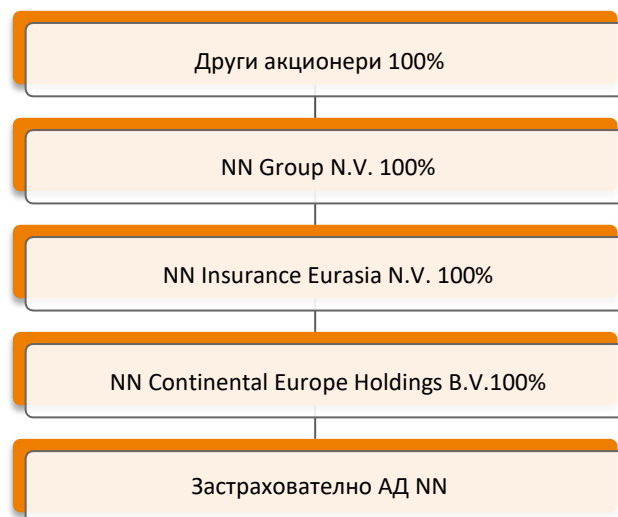 Други акционери 100%
NN Group N.V. 100%
NN Insurance Eurasia N.V. 100%
NN Continental Europe Holdings B.V.100%
Застрахователно АД NN